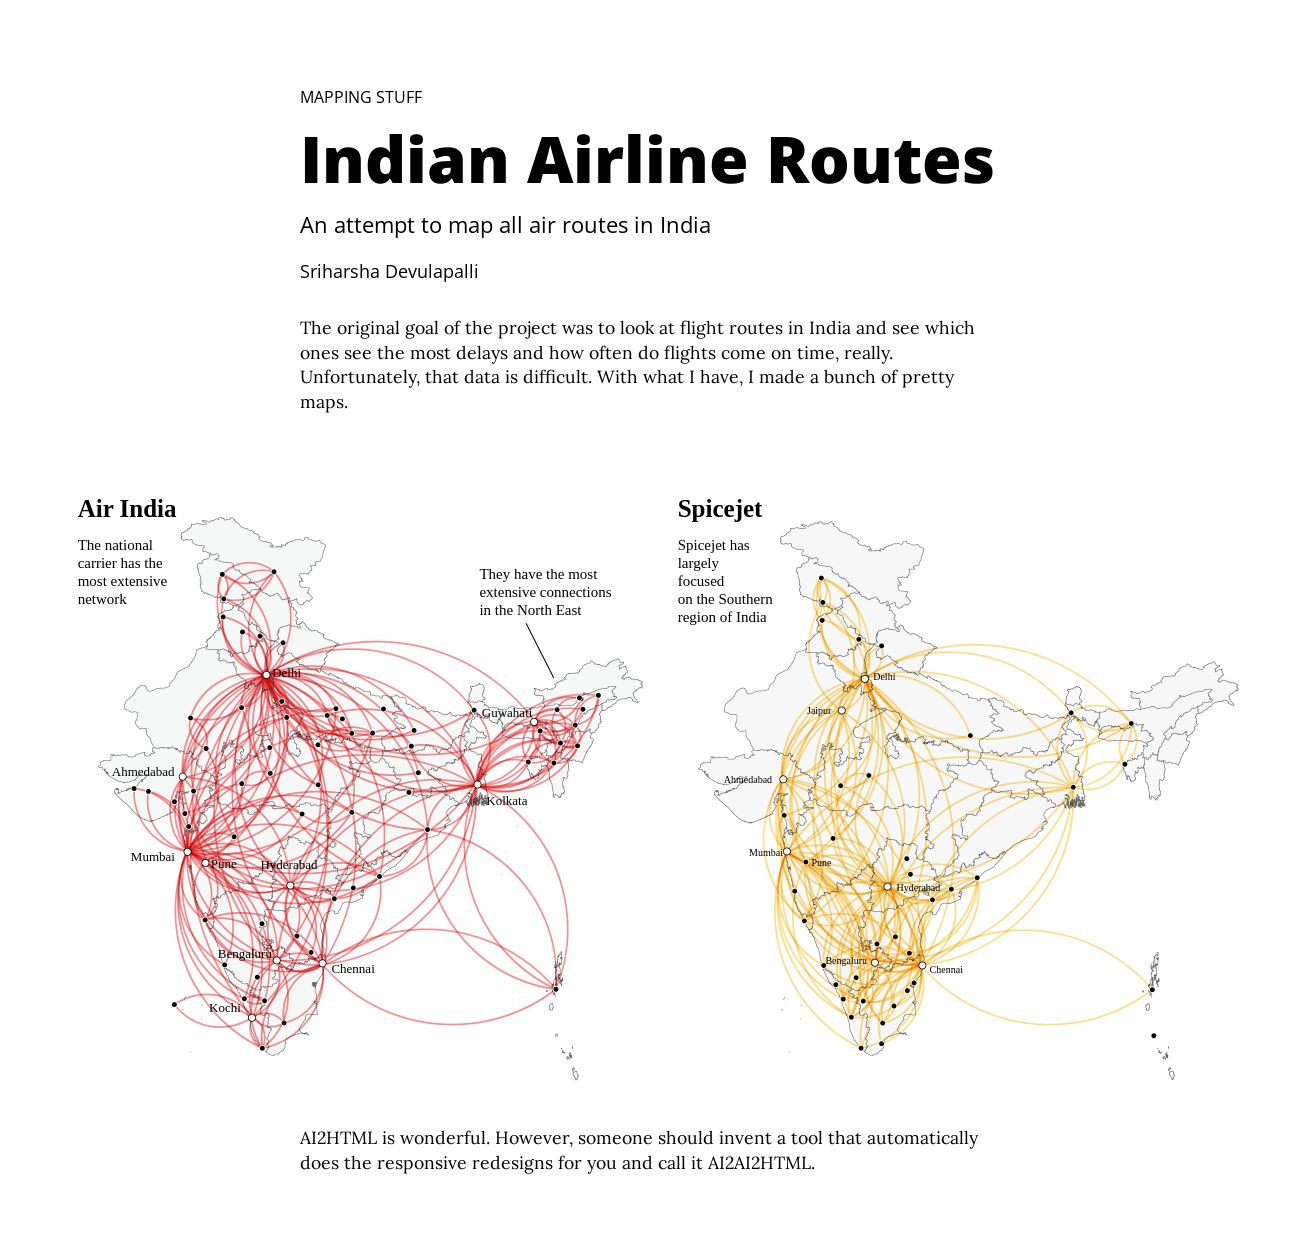 MAPPING STUFF
Indian Airline Routes
An attempt to map all air routes in India
Sriharsha Devulapalli
The original goal of the project was to look at flight routes in India and see which
ones see the most delays and how often do flights come on time, really.
Unfortunately, that data is difficult. With what I have, I made a bunch of pretty
maps.
Air India
The national
carrier has the
most extensive
network
They have the most
extensive connections
in the North East
Delhi
Guwahati
Ahmedabad
Kolkata
Mumbai
Pune
Hyderabad
Bengaluru
Chennai
Kochi
Spicejet
Spicejet has
largely
focused
on the Southern
region of India
Delhi
Jaipur
Ahmedabad
Mumbai
Pune
Hyderabad
Bengaluru
Chennai
AI2HTML is wonderful. However, someone should invent a tool that automatically
does the responsive redesigns for you and call it AI2AI2HTML.